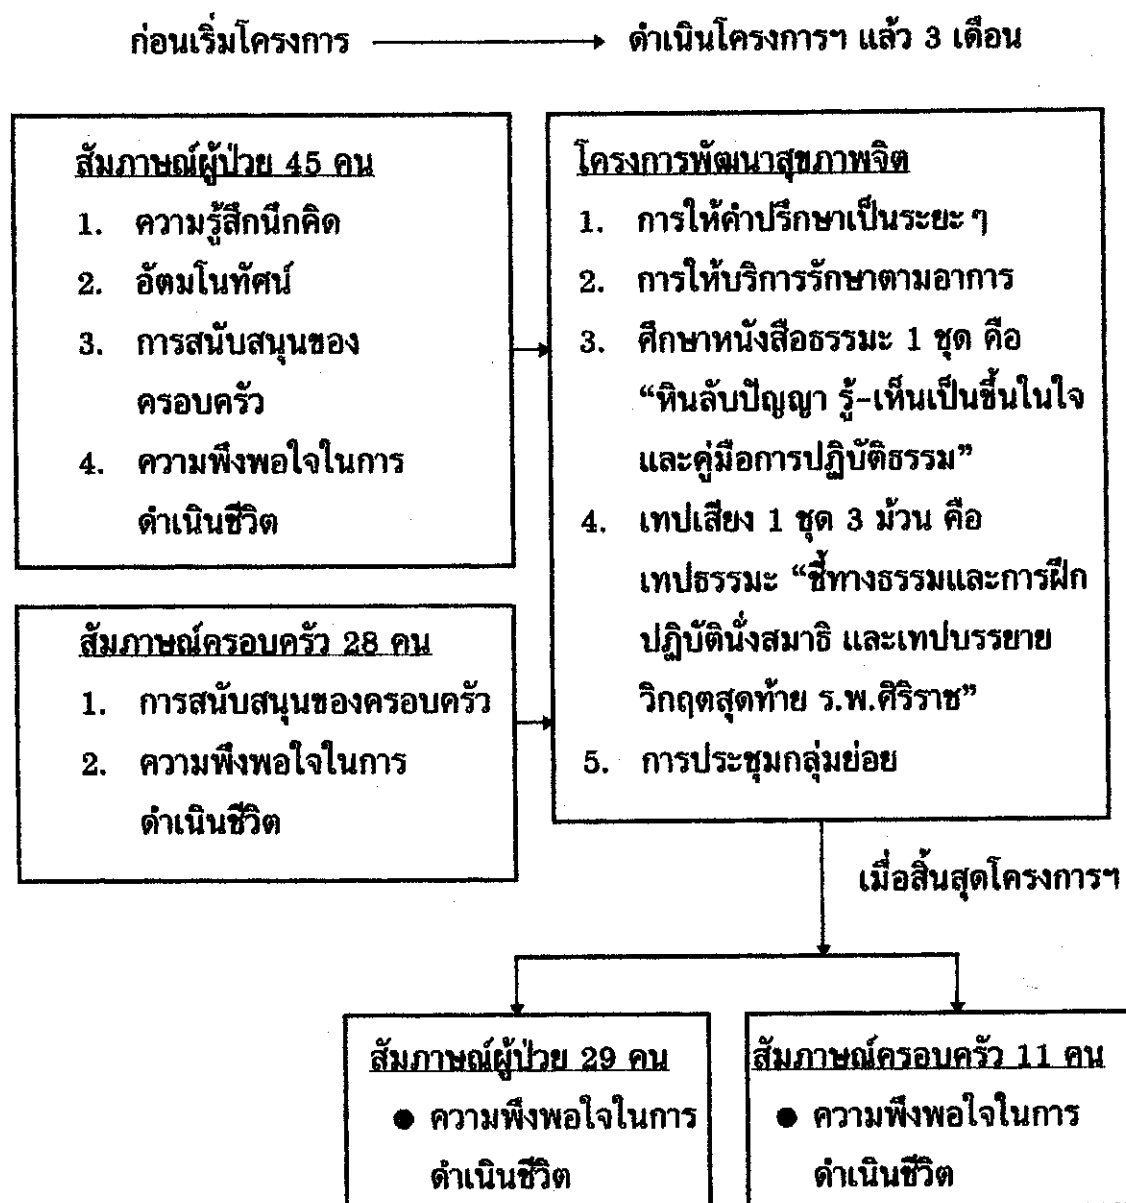 ก่อนเริ่มโครงการ
ดำเนินโครงการฯ แล้ว 3 เดือน
สัมภาษณ์ผู้ป่วย 45 คน
1. ความรู้สึกนึกคิด
2. อัตมโนทัศน์
3. การสนับสนุนของ
ครอบครัว
4. ความพึงพอใจในการ
ดำเนินชีวิต
สัมภาษณ์ครอบครัว 28 คน
1. การสนับสนุนของครอบครัว
2. ความพึงพอใจในการ
ดำเนินชีวิต
โครงการพัฒนาสุขภาพจิต
1. การให้คำปรึกษาเป็นระยะ ๆ
2. การให้บริการรักษาตามอาการ
3. ศึกษาหนังสือธรรมะ 1 ชุด คือ
“หินลับปัญญา รู้-เห็นเป็นขึ้นในใจ
และคู่มือการปฏิบัติธรรม”
4. เทปเสียง 1 ชุด 3 ม้วน คือ
เทปธรรมะ “ชี้ทางธรรมและการฝึก
ปฏิบัตินั่งสมาธิ และเทปบรรยาย
วิกฤตสุดท้าย ร.พ.ศิริราช”
5. การประชุมกลุ่มย่อย
เมื่อสิ้นสุดโครงการฯ
สัมภาษณ์ผู้ป่วย 29 คน
● ความพึงพอใจในการ
ดำเนินชีวิต
สัมภาษณ์ครอบครัว 11 คน
● ความพึงพอใจในการ
ดำเนินชีวิต